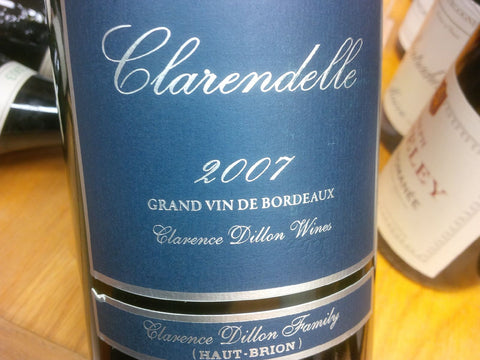 Clarendelle
2007
GRAND VIN DE BORDEAUX
Clarence Dillon Wines
Clarence Dillon Family
(HAUT-BRION)